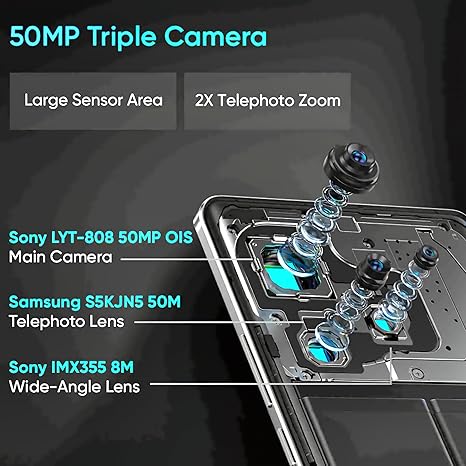 50MP Triple Camera
Large Sensor Area
2X Telephoto Zoom
Sony LYT-808 50MP OIS
Main Camera
Samsung S5KJN5 50M
Telephoto Lens
Sony IMX355 8M
Wide-Angle Lens